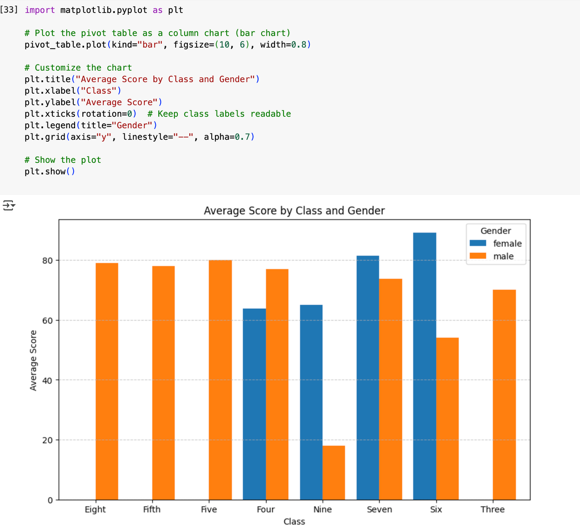 [33] import matplotlib.pyplot as plt
# Plot the pivot table as a column chart (bar chart)
pivot_table.plot(kind="bar", figsize=(10, 6), width=0.8)
# Customize the chart
plt.title("Average Score by Class and Gender")
plt.xlabel("Class")
plt.ylabel("Average Score")
plt.xticks(rotation=0)  # Keep class labels readable
plt.legend(title="Gender")
plt.grid(axis="y", linestyle="--", alpha=0.7)
# Show the plot
plt.show()
Average Score by Class and Gender
Gender
female
male
80
60
40
20
0
Average Score
Eight Fifth Five Four Nine Seven Six Three
Class